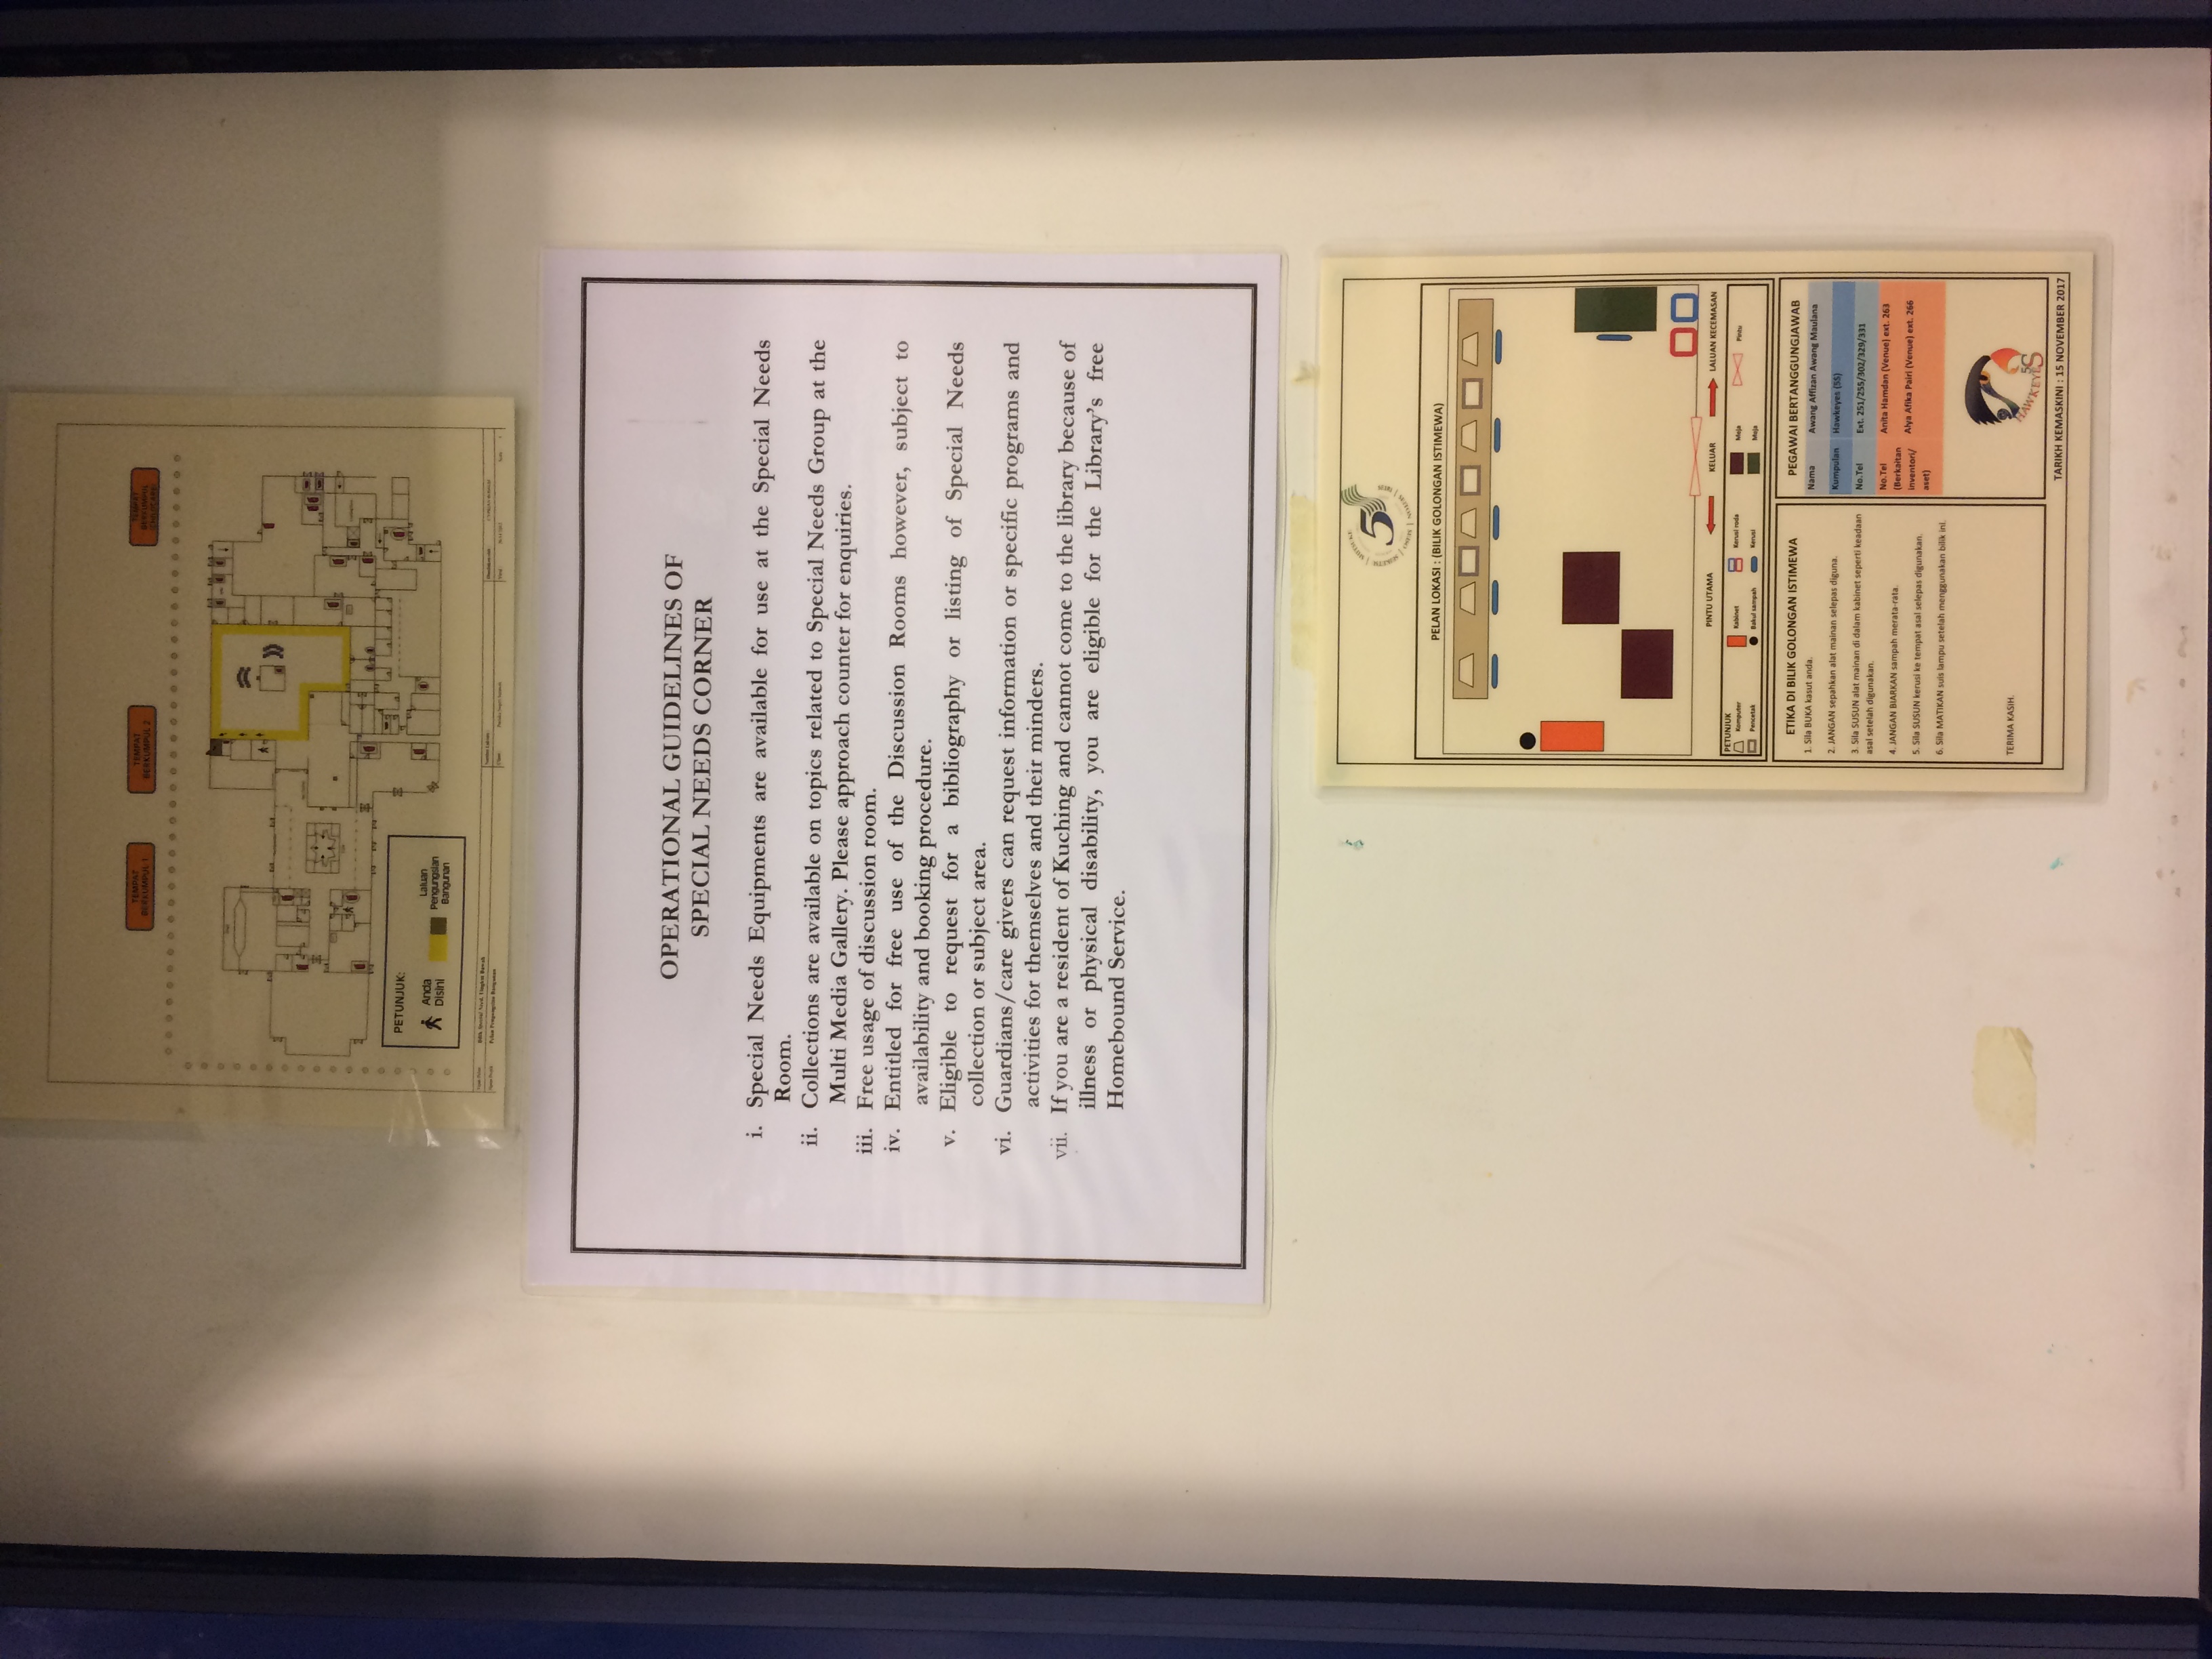 TEMPAT
BERKUMPUL 1
TEMPAT
BERKUMPUL 2
TEMPAT
BERKUMPUL
PETUNJUK:
Anda
Disini
Laluan
Pengungsian
Bangunan
OPERATIONAL GUIDELINES OF
SPECIAL NEEDS CORNER
i. Special Needs Equipments are available for use at the Special Needs
Room.
ii. Collections are available on topics related to Special Needs Group at the
Multi Media Gallery. Please approach counter for enquiries.
iii. Free usage of discussion room.
iv. Entitled for free use of the Discussion Rooms however, subject to
availability and booking procedure.
v. Eligible to request for a bibliography or listing of Special Needs
collection or subject area.
vi. Guardians/care givers can request information or specific programs and
activities for themselves and their minders.
vii. If you are a resident of Kuching and cannot come to the library because of
illness or physical disability, you are eligible for the Library's free
Homebound Service.
5
PELAN LOKASI : (BILIK GOLONGAN ISTIMEWA)
PINTU UTAMA
KELUAR
LALUAN KECEMASAN
PETUNJUK
Komputer
Kabinet
Kerusi roda
Meja
Pintu
Pencetak
Bakul sampah
Kerusi
Meja
ETIKA DI BILIK GOLONGAN ISTIMEWA
1. Sila BUKA kasut anda.
2. JANGAN sepahkan alat mainan selepas diguna.
3. Sila SUSUN alat mainan di dalam kabinet seperti keadaan
asal setelah digunakan.
4. JANGAN BIARKAN sampah merata-rata.
5. Sila SUSUN kerusi ke tempat asal selepas digunakan.
6. Sila MATIKAN suis lampu setelah menggunakan bilik ini.
TERIMA KASIH.
PEGAWAI BERTANGGUNGJAWAB
Nama Awang Affizan Awang Maulana
Kumpulan Hawkeyes (5S)
No.Tel Ext. 251/255/302/329/331
No.Tel Anita Hamdan (Venue) ext. 263
(Berkaitan
inventori/ Alya Afika Pairi (Venue) ext. 266
aset)
5S
HAWKEYES
TARIKH KEMASKINI : 15 NOVEMBER 2017